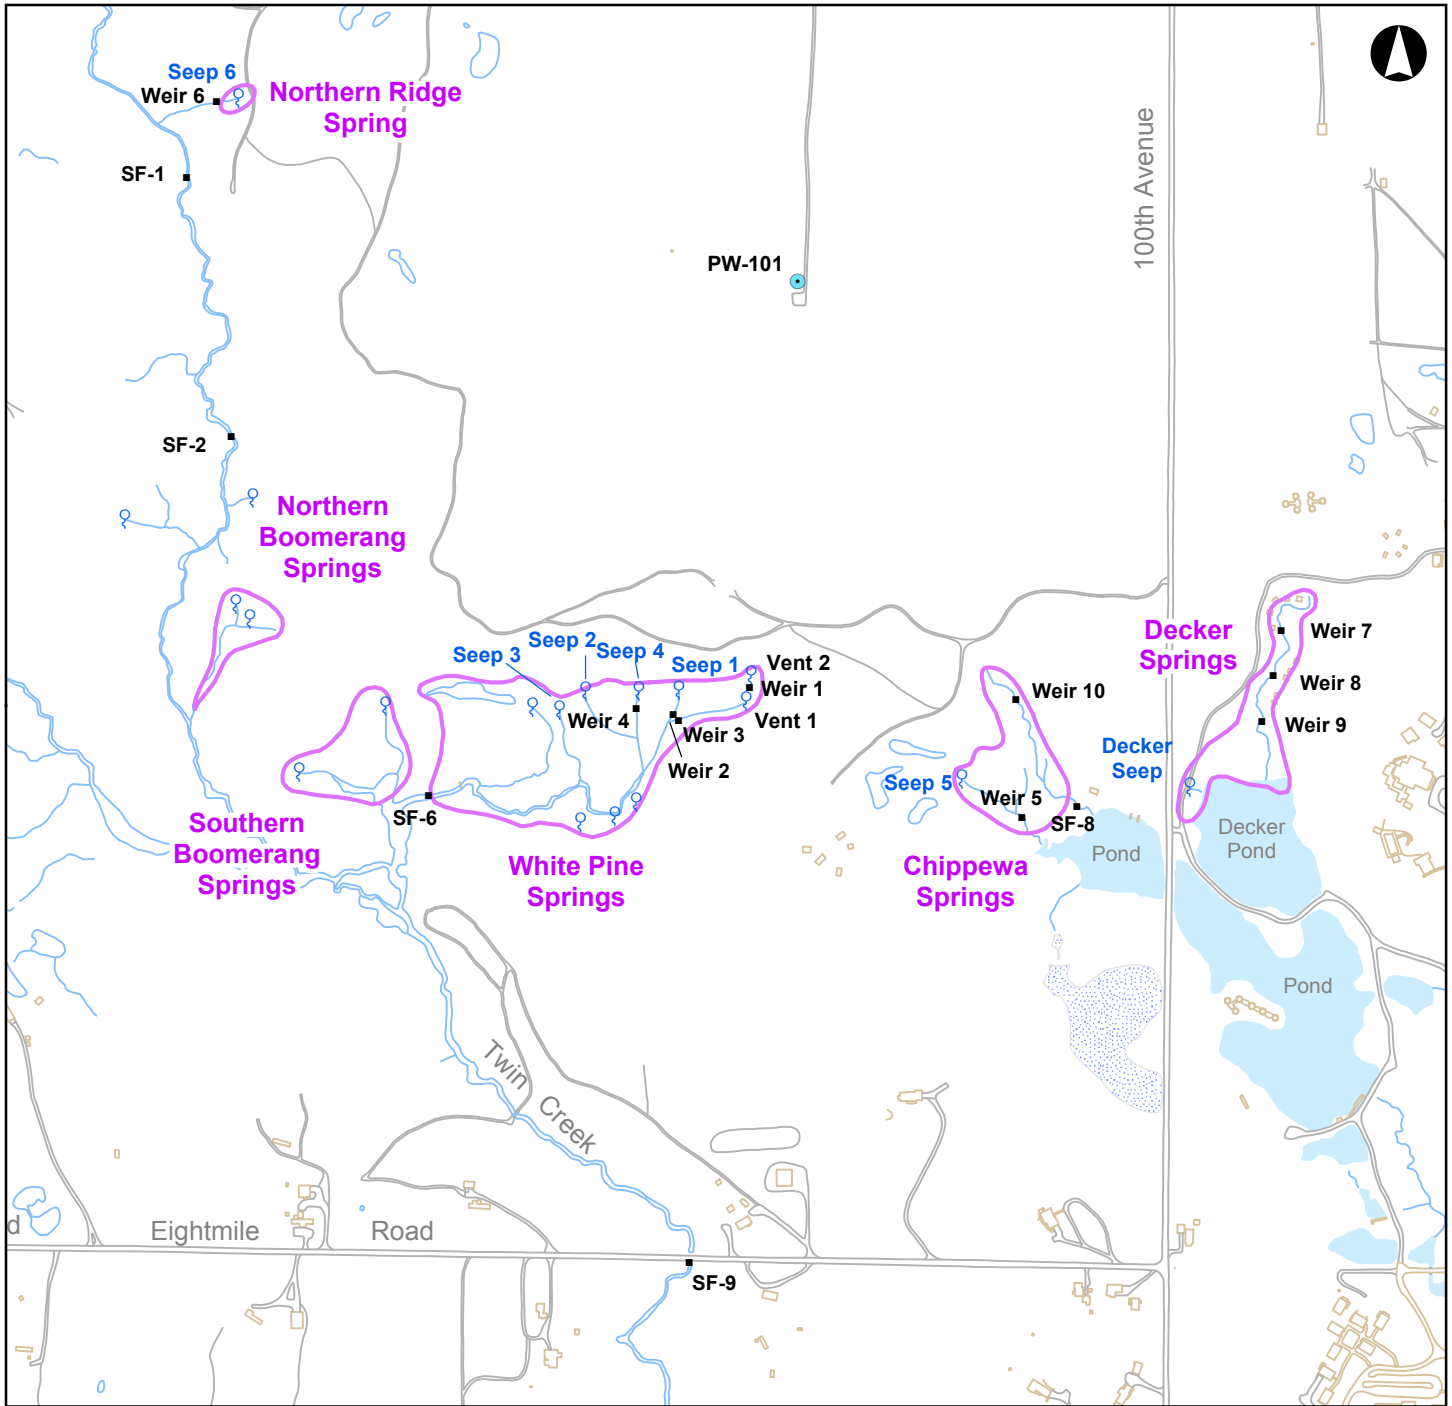 Seep 6
Weir 6
Northern Ridge
Spring
SF-1
100th Avenue
PW-101
SF-2
Northern
Boomerang
Springs
Seep 3
Seep 2
Seep 4
Seep 1
Vent 2
Weir 1
Weir 4
Vent 1
Weir 3
Weir 2
Decker
Springs
Weir 7
Weir 8
Weir 10
Weir 9
Decker
Seep
Seep 5
Weir 5
SF-8
SF-6
Southern
Boomerang
Springs
White Pine
Springs
Chippewa
Springs
Pond
Decker
Pond
Pond
Twin
Creek
d
Eightmile
Road
SF-9